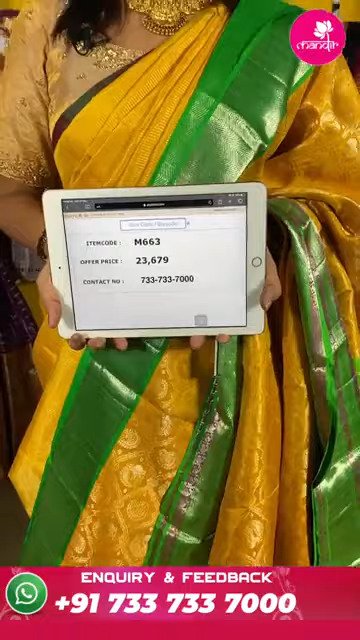 mandir
ITEMCODE : M663
OFFER PRICE : 23,679
CONTACT NO : 733-733-7000
ENQUIRY & FEEDBACK
+91 733 733 7000